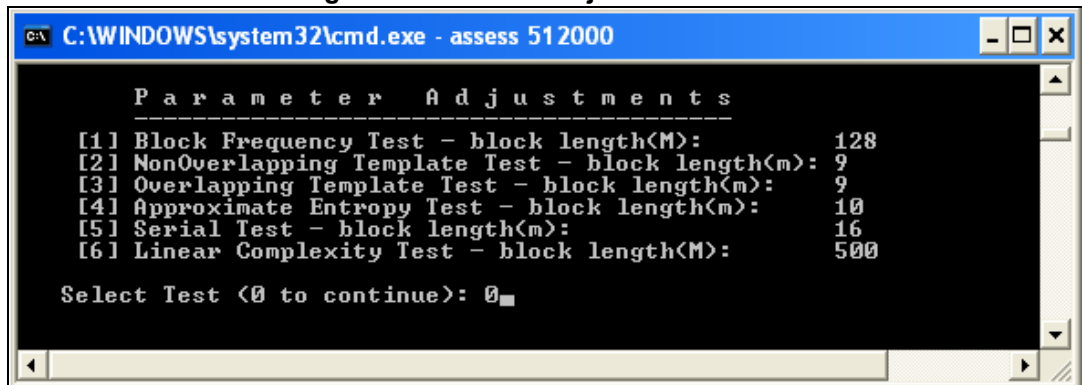 C:\WINDOWS\system32\cmd.exe - assess 512000
P a r a m e t e r   A d j u s t m e n t s
-----------------------------------------
[1] Block Frequency Test - block length(M): 128
[2] NonOverlapping Template Test - block length(m): 9
[3] Overlapping Template Test - block length(m): 9
[4] Approximate Entropy Test - block length(m): 10
[5] Serial Test - block length(m): 16
[6] Linear Complexity Test - block length(M): 500
Select Test (0 to continue): 0